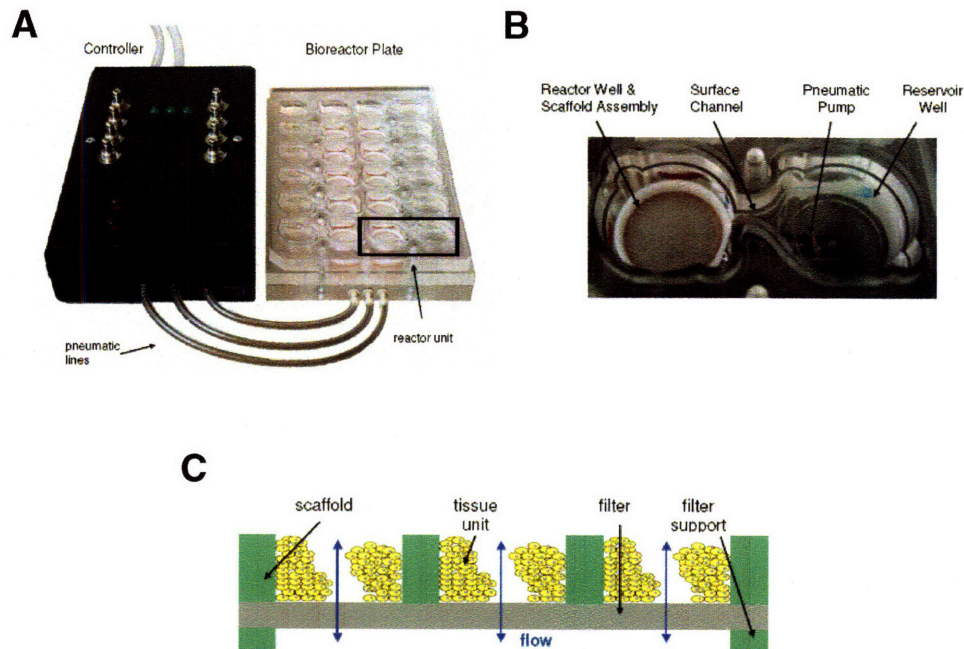 A
Controller
Bioreactor Plate
pneumatic
lines
reactor unit
B
Reactor Well &
Scaffold Assembly
Surface
Channel
Pneumatic
Pump
Reservoir
Well
C
scaffold
tissue
unit
filter
filter
support
flow